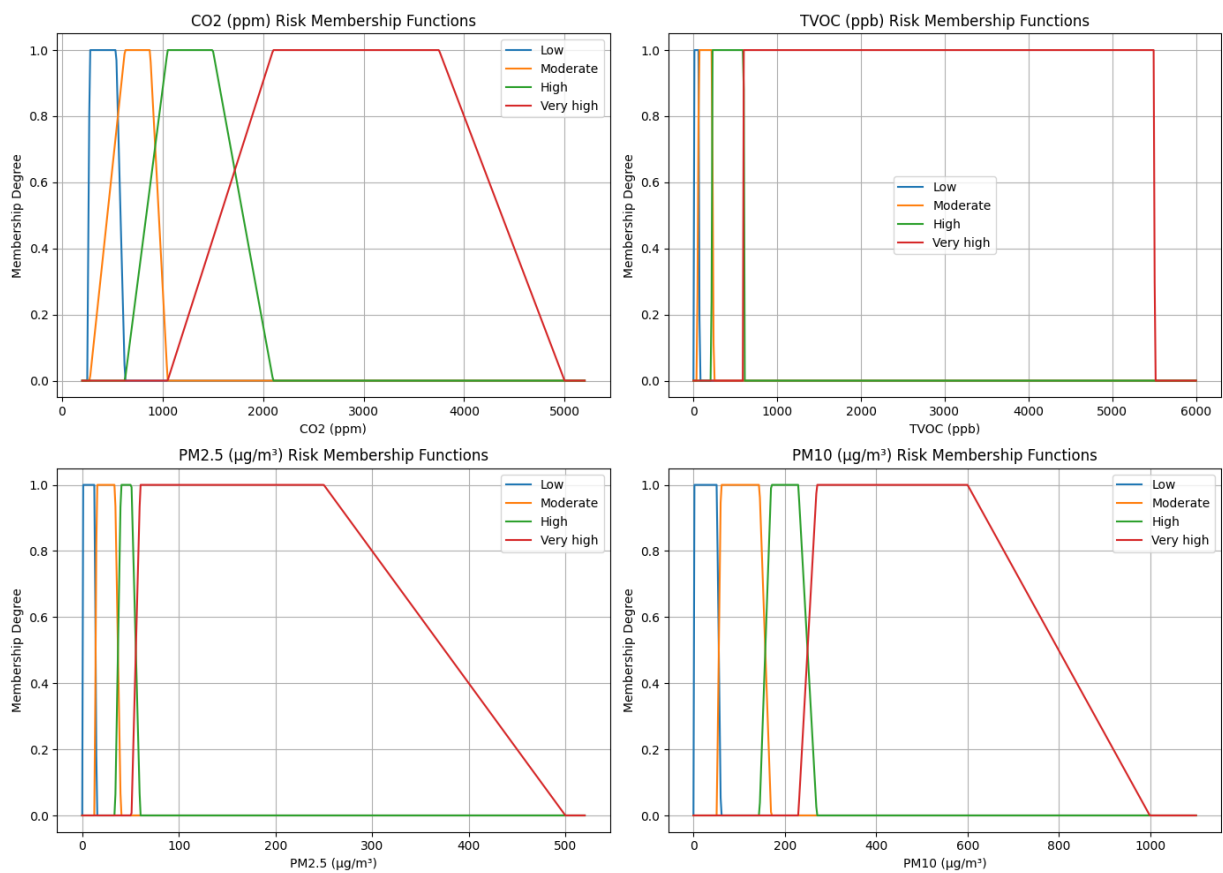 CO2 (ppm) Risk Membership Functions
Membership Degree
1.0
0.8
0.6
0.4
0.2
0.0
Low
Moderate
High
Very high
0 1000 2000 3000 4000 5000
CO2 (ppm)
TVOC (ppb) Risk Membership Functions
Membership Degree
1.0
0.8
0.6
0.4
0.2
0.0
Low
Moderate
High
Very high
0 1000 2000 3000 4000 5000 6000
TVOC (ppb)
PM2.5 (µg/m³) Risk Membership Functions
Membership Degree
1.0
0.8
0.6
0.4
0.2
0.0
Low
Moderate
High
Very high
0 100 200 300 400 500
PM2.5 (µg/m³)
PM10 (µg/m³) Risk Membership Functions
Membership Degree
1.0
0.8
0.6
0.4
0.2
0.0
Low
Moderate
High
Very high
0 200 400 600 800 1000
PM10 (µg/m³)